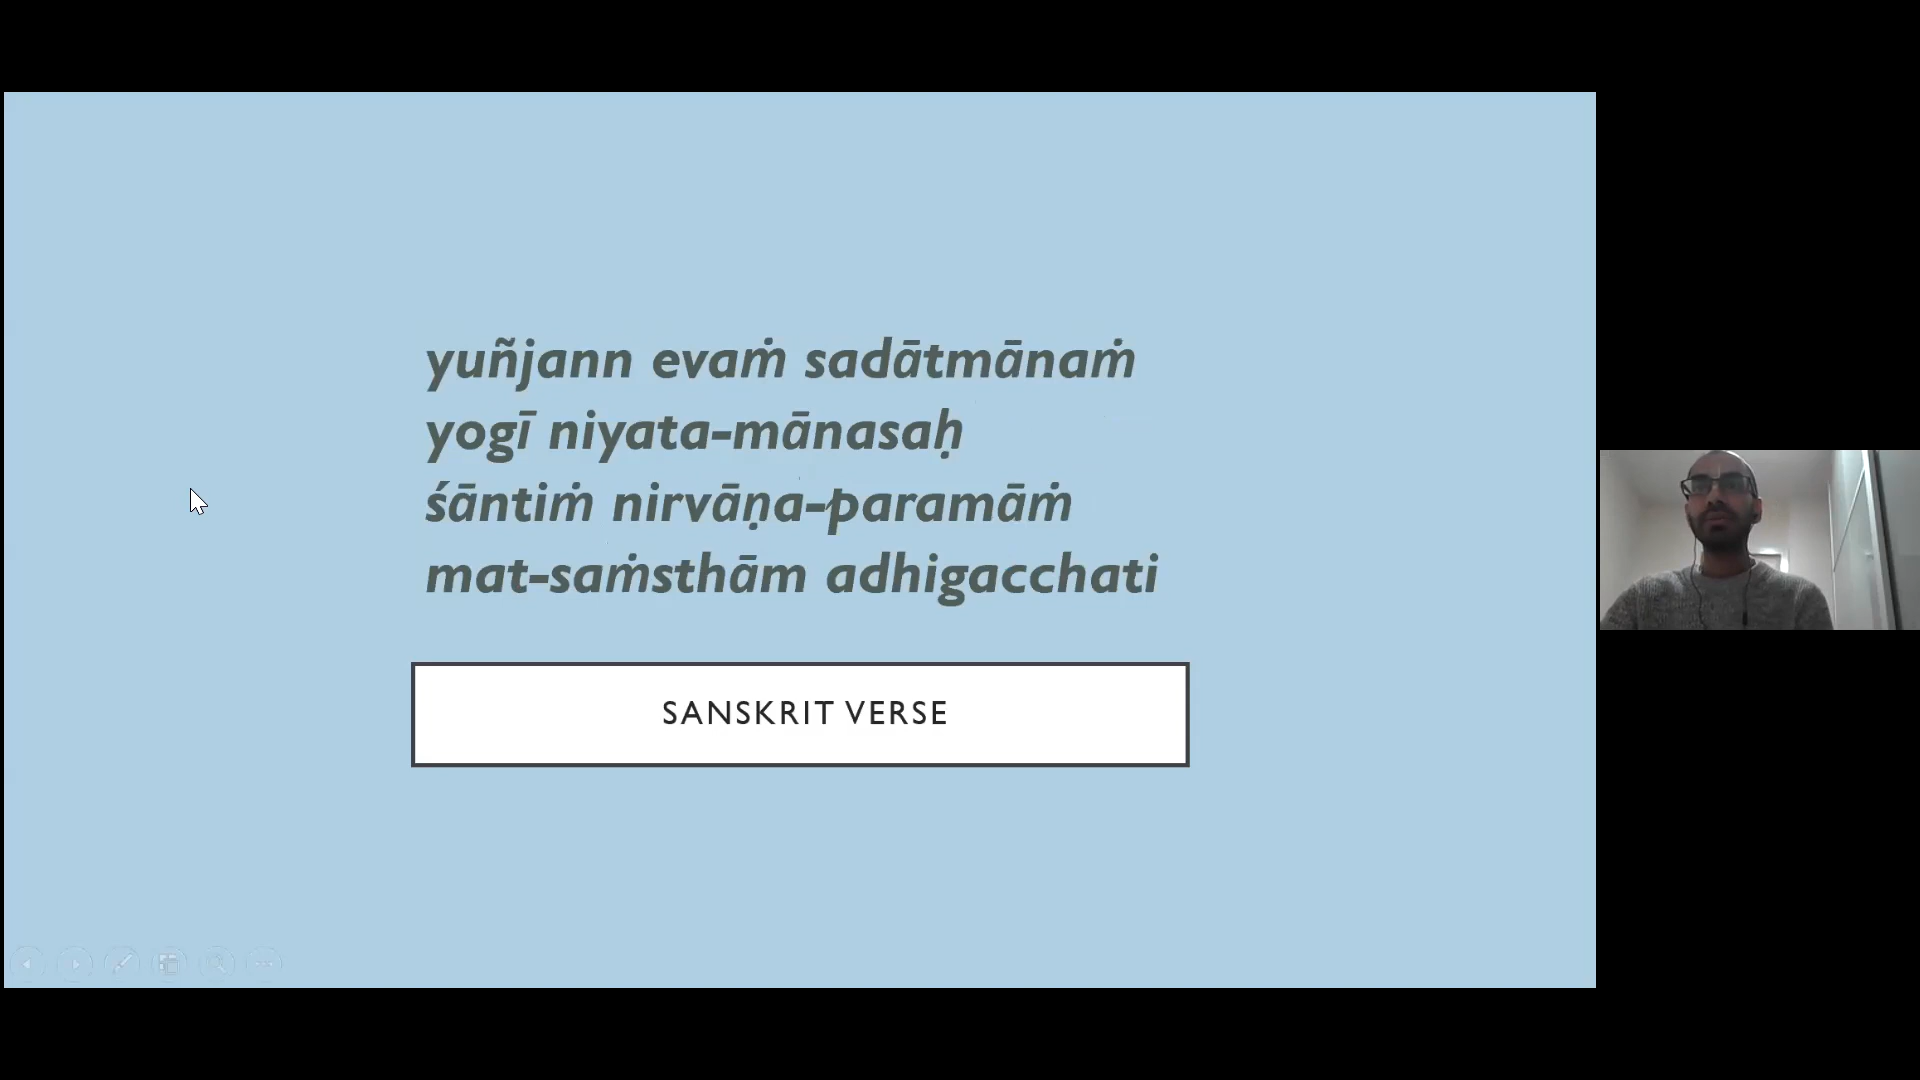 yuñjann evaṁ sadātmānaṁ
yogī niyata-mānasaḥ
śāntiṁ nirvāṇa-paramāṁ
mat-saṁsthām adhigacchati
SANSKRIT VERSE